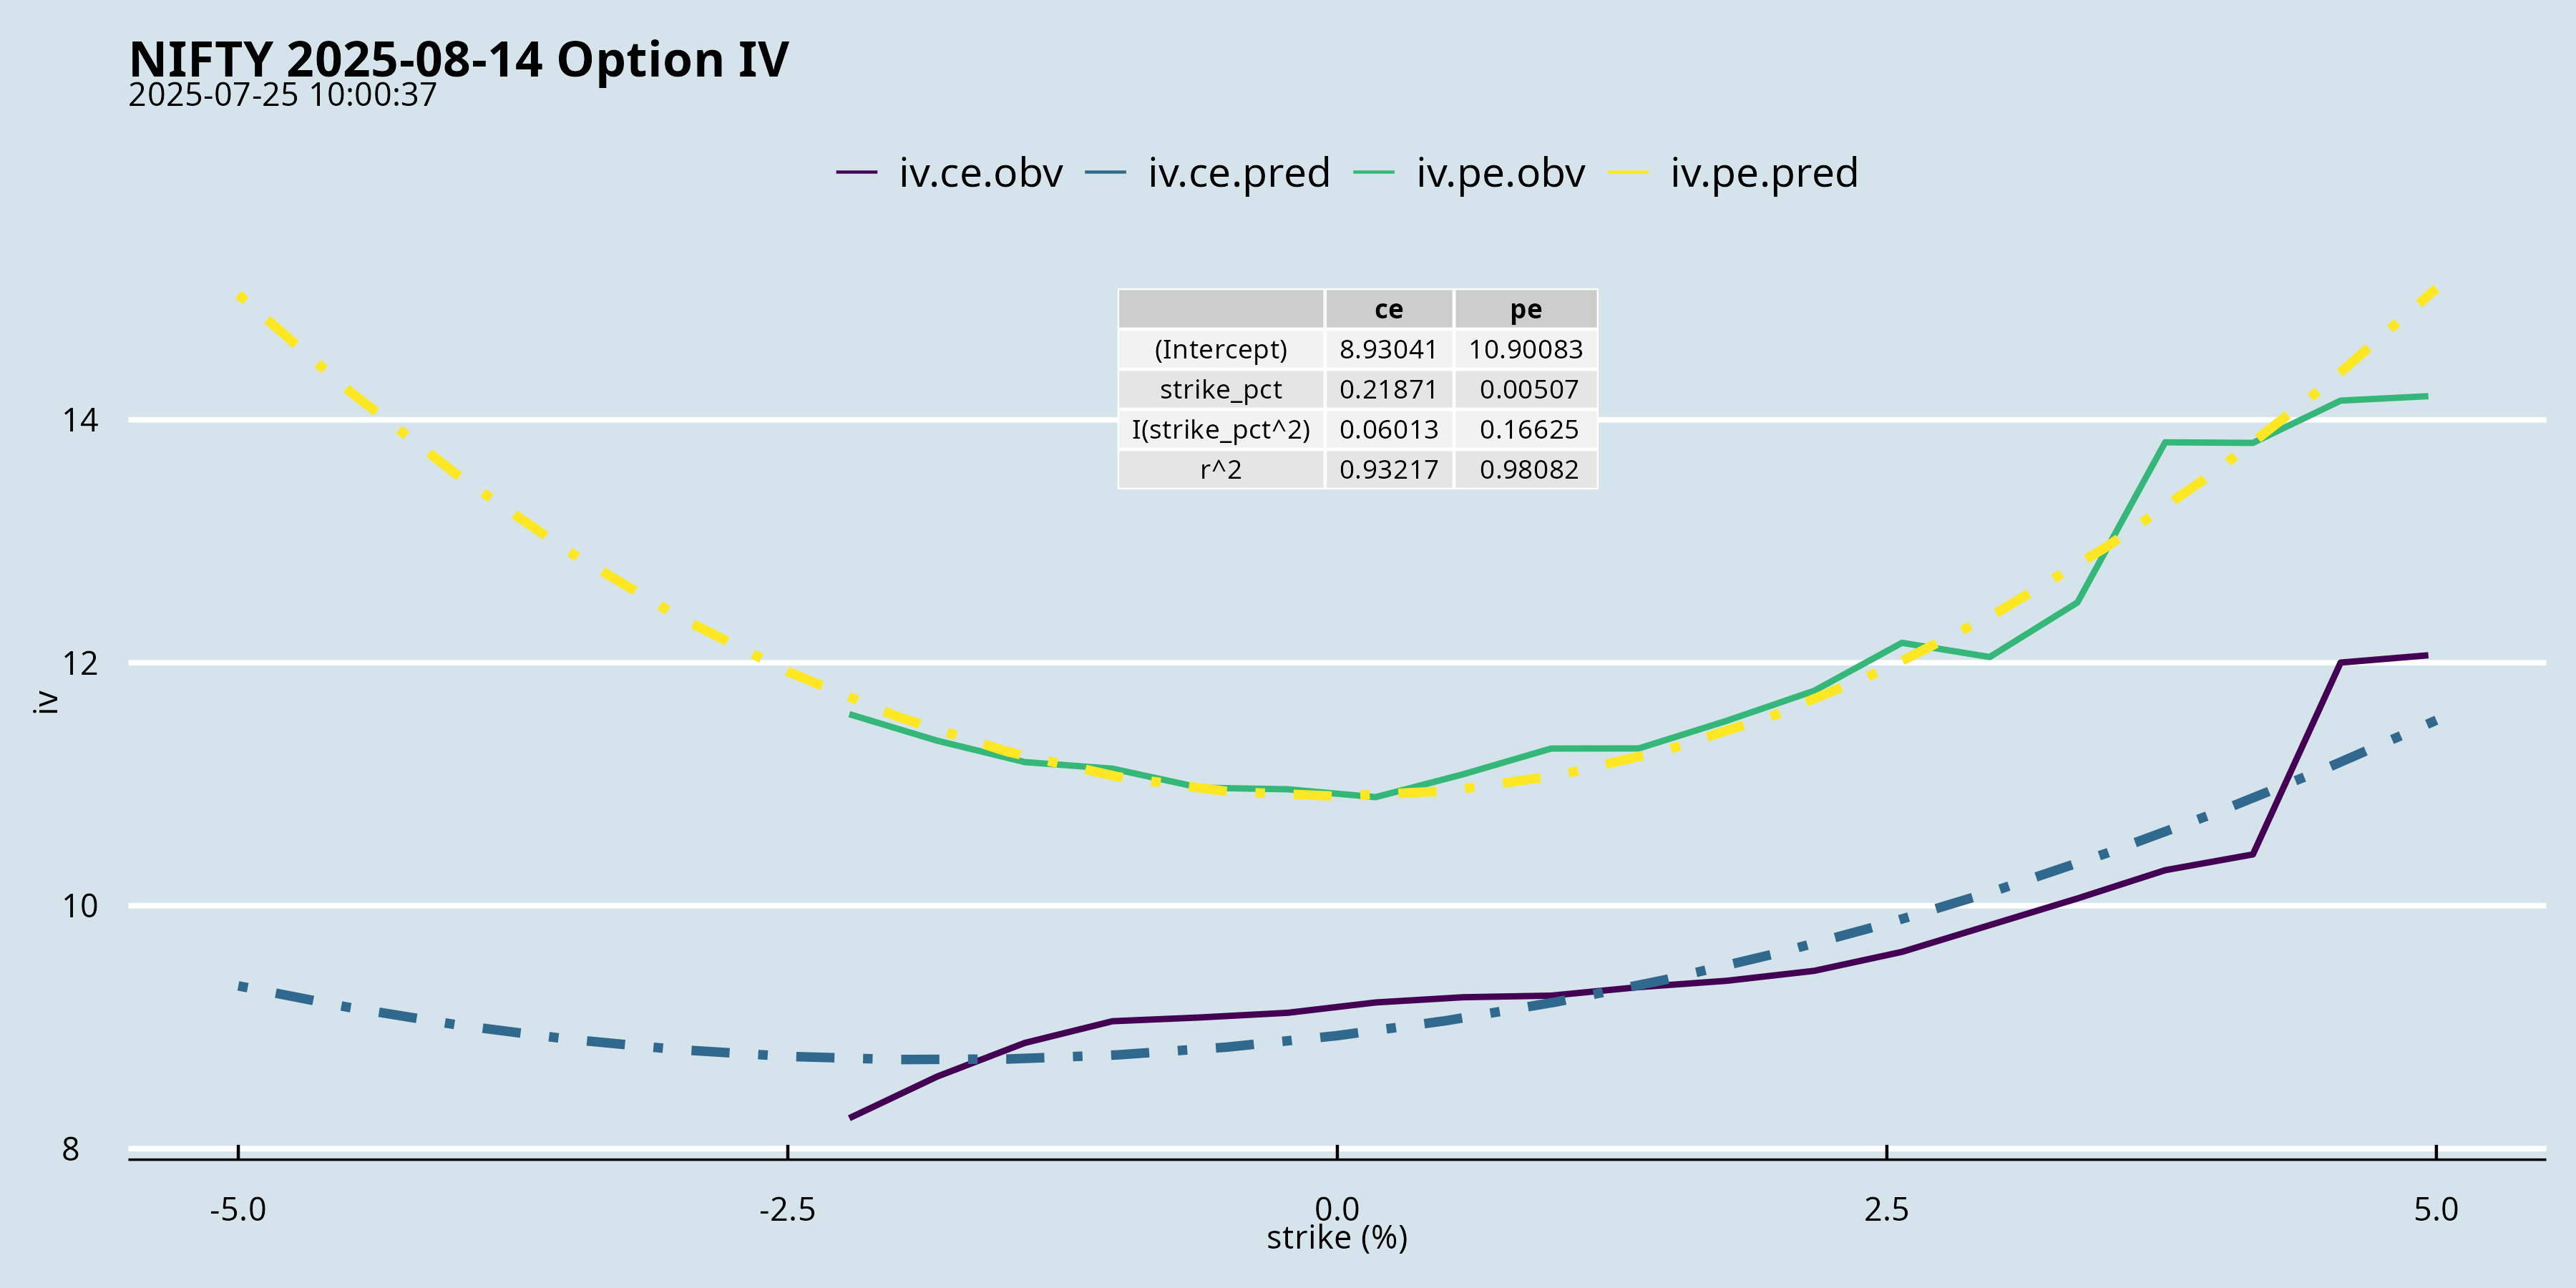 NIFTY 2025-08-14 Option IV
2025-07-25 10:00:37
iv.ce.obv iv.ce.pred iv.pe.obv iv.pe.pred
ce pe
(Intercept) 8.93041 10.90083
strike_pct 0.21871 0.00507
I(strike_pct^2) 0.06013 0.16625
r^2 0.93217 0.98082
14
12
iv
10
8
-5.0 -2.5 0.0 2.5 5.0
strike (%)